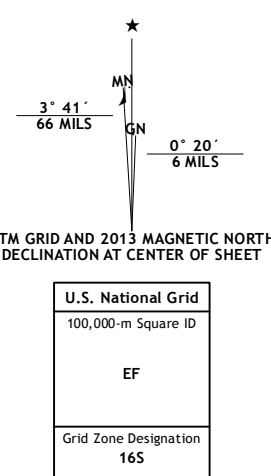 ★
MN
3° 41´
66 MILS
GN
0° 20´
6 MILS
TM GRID AND 2013 MAGNETIC NORTH
DECLINATION AT CENTER OF SHEET
U.S. National Grid
100,000-m Square ID
EF
Grid Zone Designation
16S